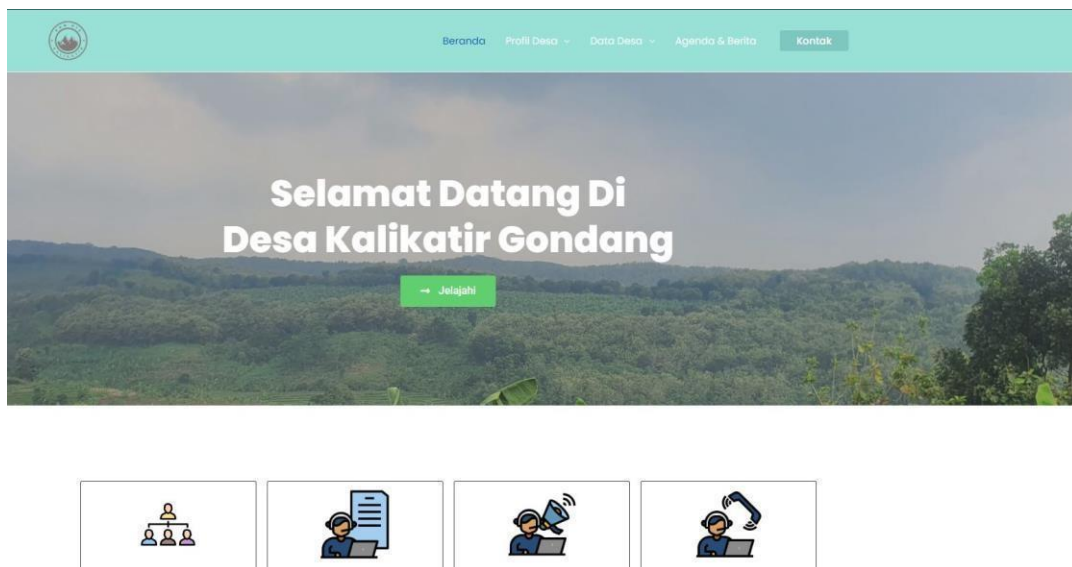 Beranda
Profil Desa
Data Desa
Agenda & Berita
Kontak
Selamat Datang Di
Desa Kalikatir Gondang
→ Jelajahi